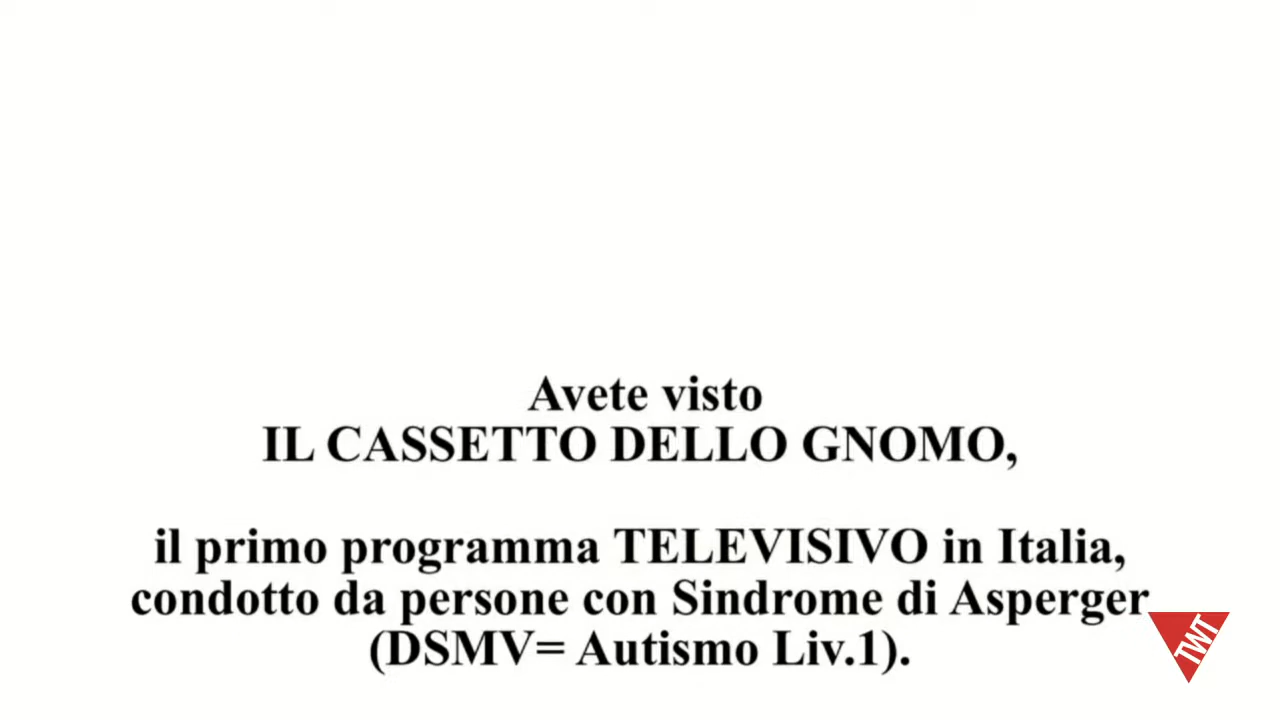 Avete visto
IL CASSETTO DELLO GNOMO,
il primo programma TELEVISIVO in Italia,
condotto da persone con Sindrome di Asperger
(DSMV= Autismo Liv.1).
TWT